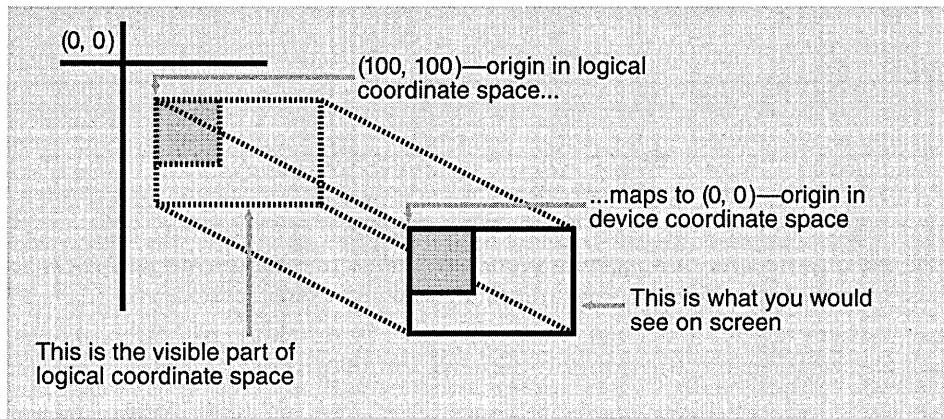 (0, 0)
(100, 100)—origin in logical
coordinate space...
...maps to (0, 0)—origin in
device coordinate space
This is what you would
see on screen
This is the visible part of
logical coordinate space